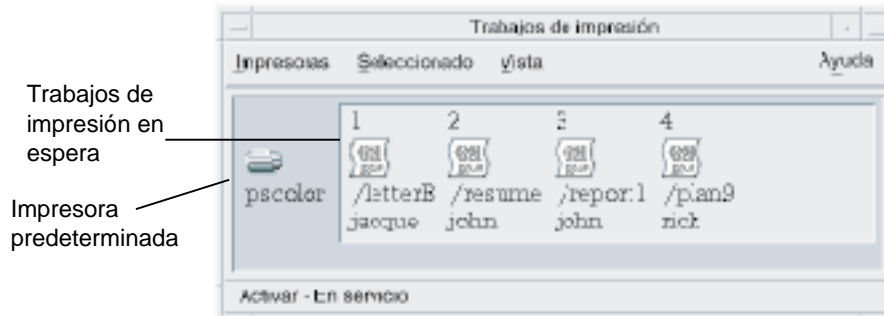 Trabajos de impresión
Impresoras Seleccionado Vista Ayuda
Trabajos de
impresión en
espera
1 2 3 4
pscolor /letterB /resume /report1 /plan9
jacque john john rick
Impresora
predeterminada
Activar - En servicio